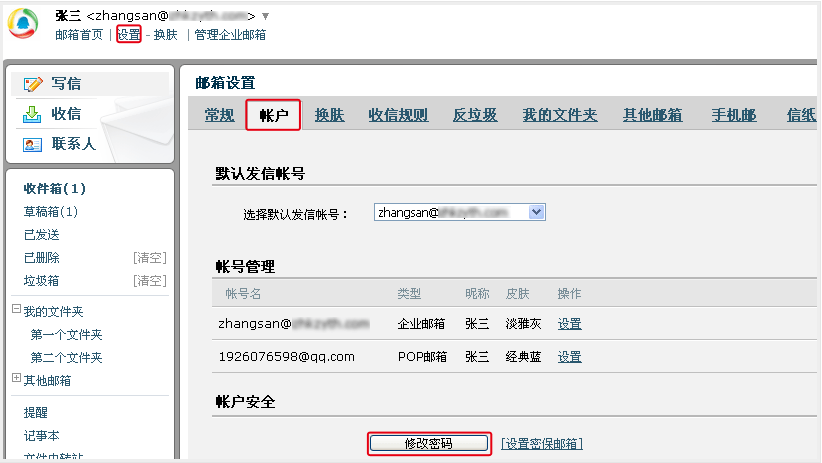 张三 <zhangsan@
邮箱首页 | 设置 - 换肤 | 管理企业邮箱
写信
收信
联系人
收件箱(1)
草稿箱(1)
已发送
已删除 [清空]
垃圾箱 [清空]
我的文件夹
第一个文件夹
第二个文件夹
其他邮箱
提醒
记事本
文件中转站
邮箱设置
常规 帐户 换肤 收信规则 反垃圾 我的文件夹 其他邮箱 手机邮 信纸
默认发信帐号
选择默认发信帐号： zhangsan@
帐号管理
帐号名 类型 昵称 皮肤 操作
zhangsan@ 企业邮箱 张三 淡雅灰 设置
1926076598@qq.com POP邮箱 张三 经典蓝 设置
帐户安全
修改密码 [设置密保邮箱]